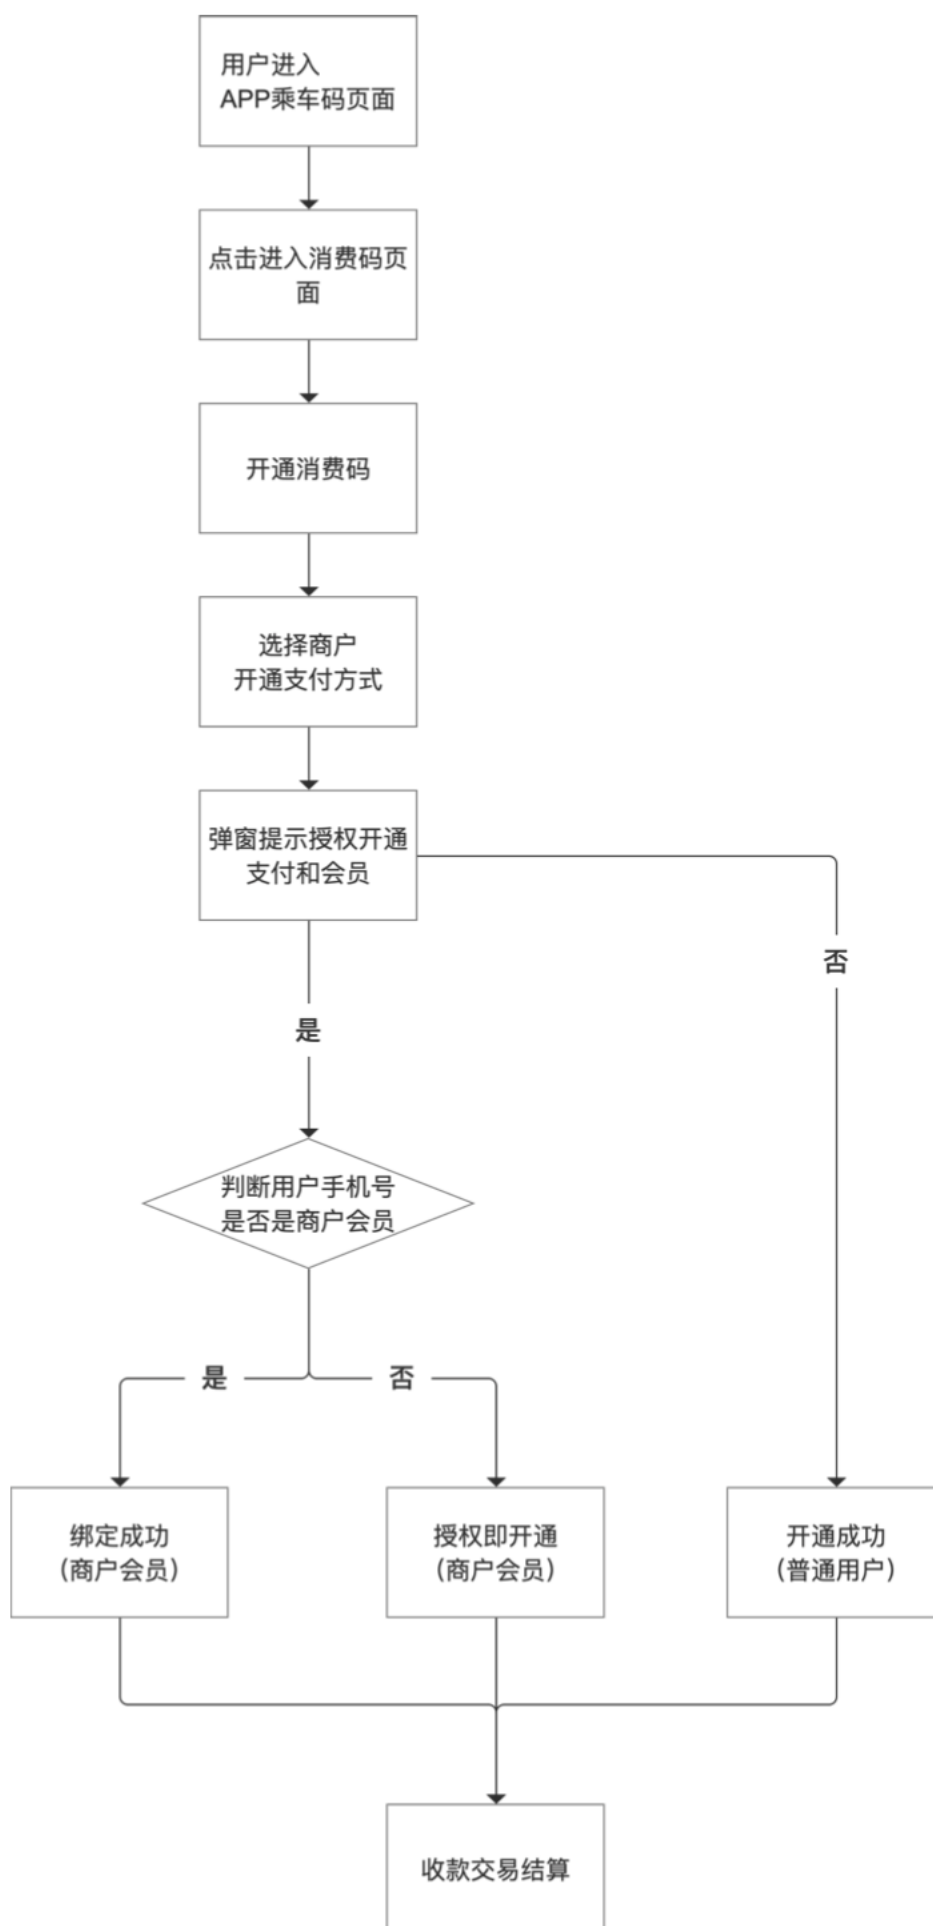 用户进入
APP乘车码页面
点击进入消费码页
面
开通消费码
选择商户
开通支付方式
弹窗提示授权开通
支付和会员
否
是
判断用户手机号
是否是商户会员
是
否
绑定成功
（商户会员）
授权即开通
（商户会员）
开通成功
（普通用户）
收款交易结算